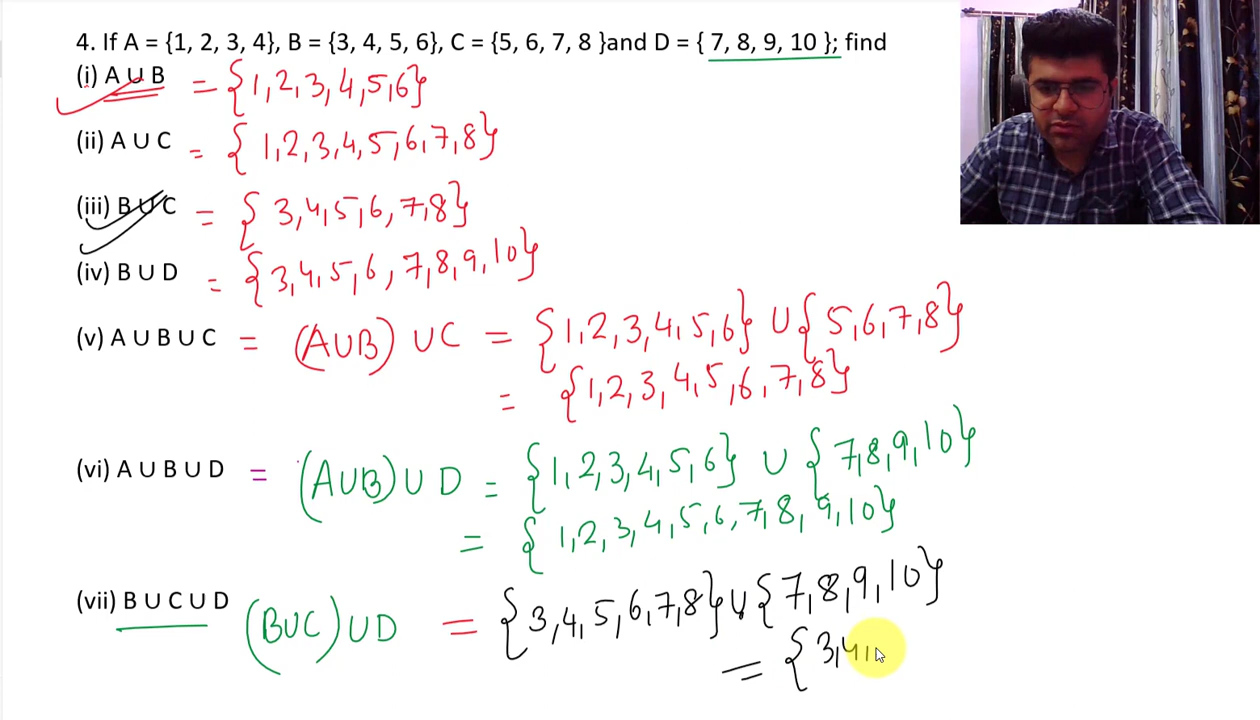 4. If A = {1, 2, 3, 4}, B = {3, 4, 5, 6}, C = {5, 6, 7, 8 }and D = { 7, 8, 9, 10 }; find
(i) A U B = {1,2,3,4,5,6}
(ii) A U C = {1,2,3,4,5,6,7,8}
(iii) B U C = {3,4,5,6,7,8}
(iv) B U D = {3,4,5,6,7,8,9,10}
(v) A U B U C = (AUB) UC = {1,2,3,4,5,6} U {5,6,7,8}
= {1,2,3,4,5,6,7,8}
(vi) A U B U D = (AUB) U D = {1,2,3,4,5,6} U {7,8,9,10}
= {1,2,3,4,5,6,7,8,9,10}
(vii) B U C U D (BUC) UD = {3,4,5,6,7,8} U {7,8,9,10}
= {3,4,